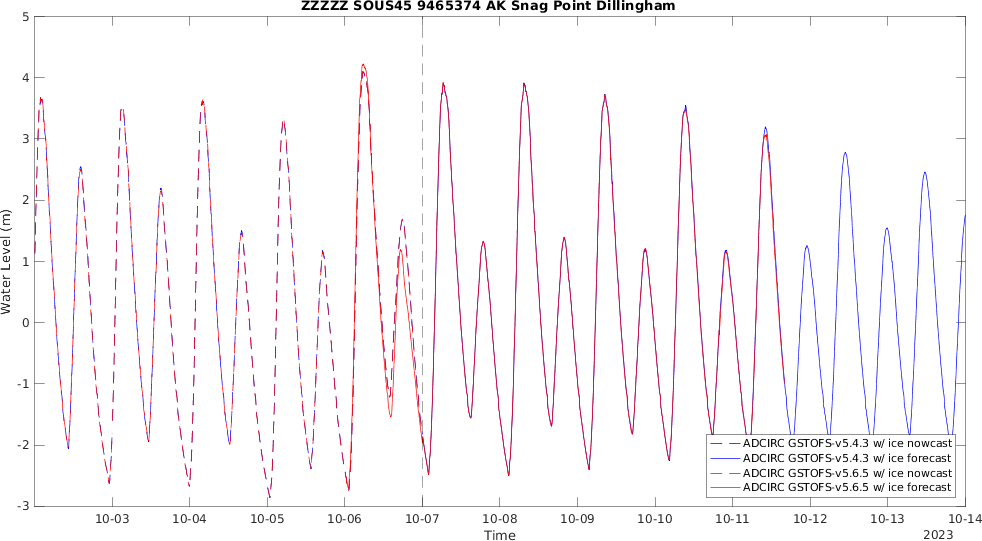 ZZZZZ SOUS45 9465374 AK Snag Point Dillingham
5
4
3
2
1
0
-1
-2
-3
Water Level (m)
ADCIRC GSTOFS-v5.4.3 w/ ice nowcast
ADCIRC GSTOFS-v5.4.3 w/ ice forecast
ADCIRC GSTOFS-v5.6.5 w/ ice nowcast
ADCIRC GSTOFS-v5.6.5 w/ ice forecast
10-03 10-04 10-05 10-06 10-07 10-08 10-09 10-10 10-11 10-12 10-13 10-14
Time
2023